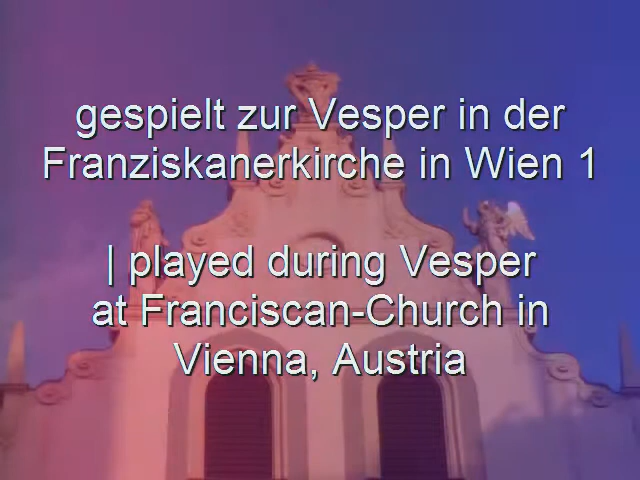 gespielt zur Vesper in der
Franziskanerkirche in Wien 1
| played during Vesper
at Franciscan-Church in
Vienna, Austria